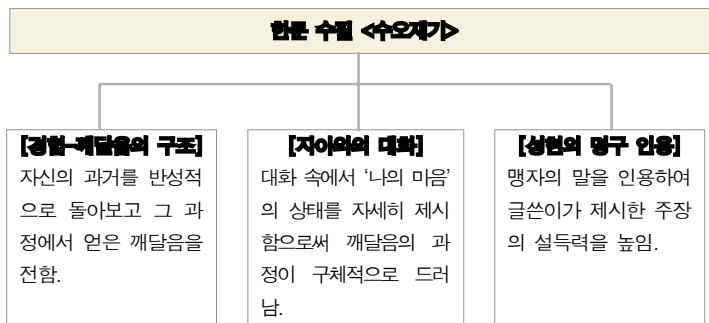 한문 수필 <수오재기>
[경험-깨달음의 구조]
자신의 과거를 반성적
으로 돌아보고 그 과
정에서 얻은 깨달음을
전함.
[자아와의 대화]
대화 속에서 ‘나의 마음’
의 상태를 자세히 제시
함으로써 깨달음의 과
정이 구체적으로 드러
남.
[성현의 명구 인용]
맹자의 말을 인용하여
글쓴이가 제시한 주장
의 설득력을 높임.